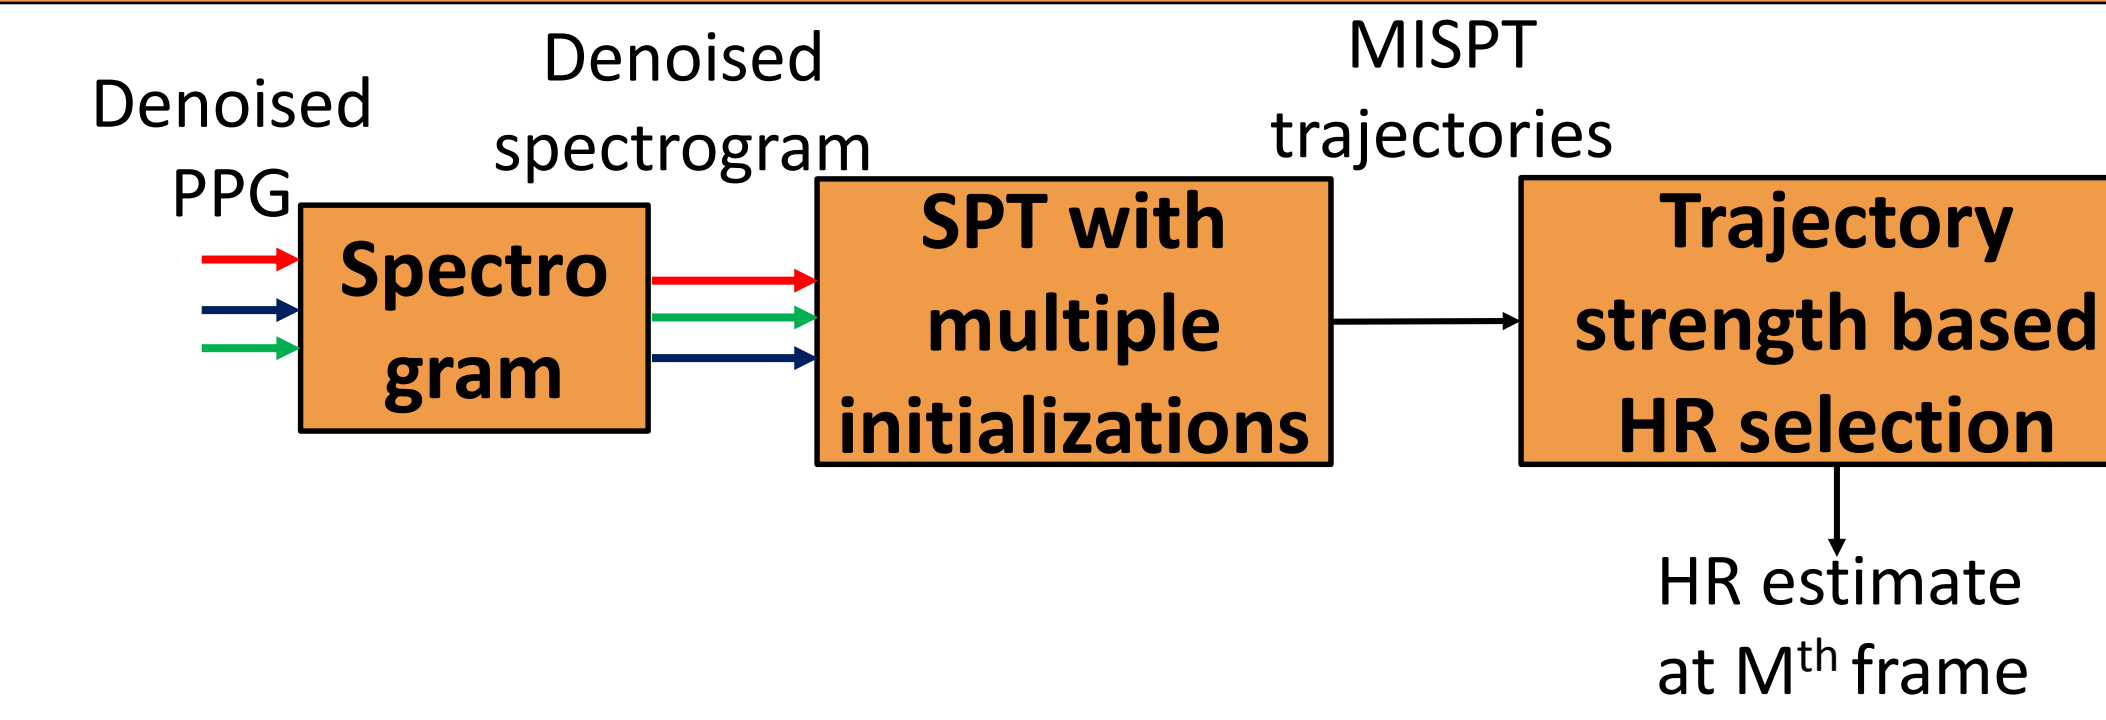 Denoised
PPG
Spectro
gram
Denoised
spectrogram
SPT with
multiple
initializations
MISPT
trajectories
Trajectory
strength based
HR selection
HR estimate
at Mth frame